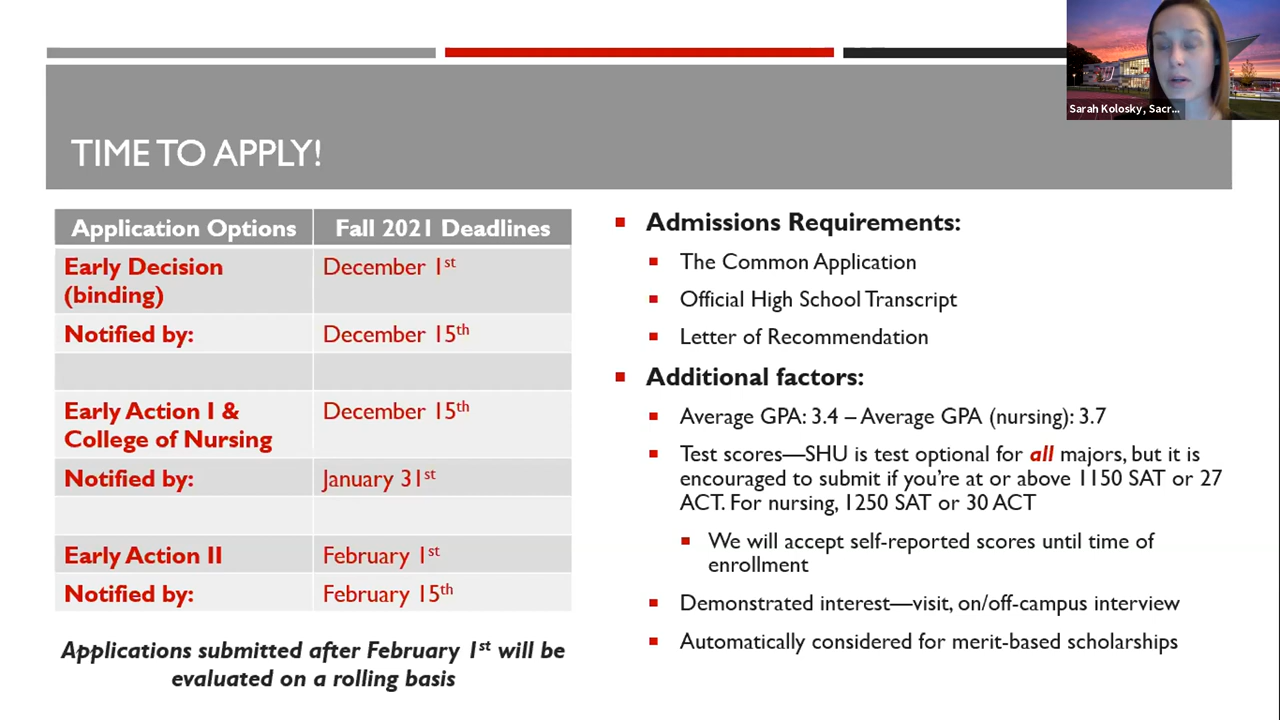 Sarah Kolosky, Sacr...
TIME TO APPLY!
Application Options Fall 2021 Deadlines
Early Decision (binding) December 1st
Notified by: December 15th
Early Action I & College of Nursing December 15th
Notified by: January 31st
Early Action II February 1st
Notified by: February 15th
Applications submitted after February 1st will be
evaluated on a rolling basis
Admissions Requirements:
The Common Application
Official High School Transcript
Letter of Recommendation
Additional factors:
Average GPA: 3.4 – Average GPA (nursing): 3.7
Test scores—SHU is test optional for all majors, but it is
encouraged to submit if you're at or above 1150 SAT or 27
ACT. For nursing, 1250 SAT or 30 ACT
We will accept self-reported scores until time of
enrollment
Demonstrated interest—visit, on/off-campus interview
Automatically considered for merit-based scholarships